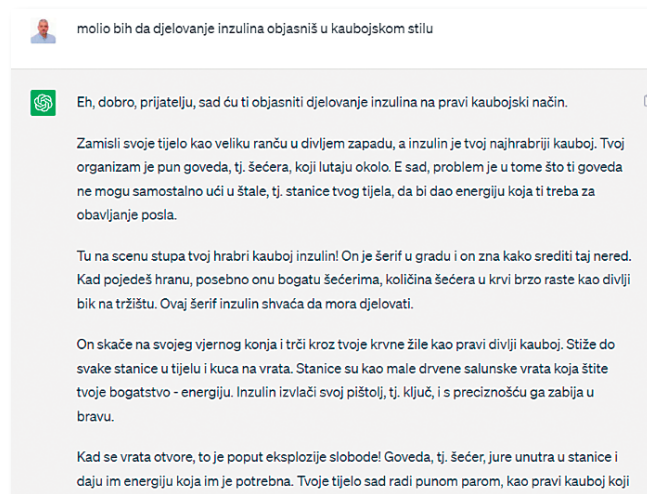 molio bih da djelovanje inzulina objasniš u kaubojskom stilu
Eh, dobro, prijatelju, sad ću ti objasniti djelovanje inzulina na pravi kaubojski način.
Zamisli svoje tijelo kao veliku ranču u divljem zapadu, a inzulin je tvoj najhrabriji kauboj. Tvoj
organizam je pun goveda, tj. šećera, koji lutaju okolo. E sad, problem je u tome što ti goveda
ne mogu samostalno ući u štale, tj. stanice tvog tijela, da bi dao energiju koja ti treba za
obavljanje posla.
Tu na scenu stupa tvoj hrabri kauboj inzulin! On je šerif u gradu i on zna kako srediti taj nered.
Kad pojedeš hranu, posebno onu bogatu šećerima, količina šećera u krvi brzo raste kao divlji
bik na tržištu. Ovaj šerif inzulin shvaća da mora djelovati.
On skače na svojeg vjernog konja i trči kroz tvoje krvne žile kao pravi divlji kauboj. Stiže do
svake stanice u tijelu i kuca na vrata. Stanice su kao male drvene salunske vrata koja štite
tvoje bogatstvo - energiju. Inzulin izvlači svoj pištolj, tj. ključ, i s preciznošću ga zabija u
bravu.
Kad se vrata otvore, to je poput eksplozije slobode! Goveda, tj. šećer, jure unutra u stanice i
daju im energiju koja im je potrebna. Tvoje tijelo sad radi punom parom, kao pravi kauboj koji